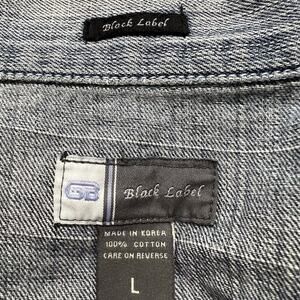 Black Label
GB Black Label
MADE IN KOREA
100% COTTON
CARE ON REVERSE
L